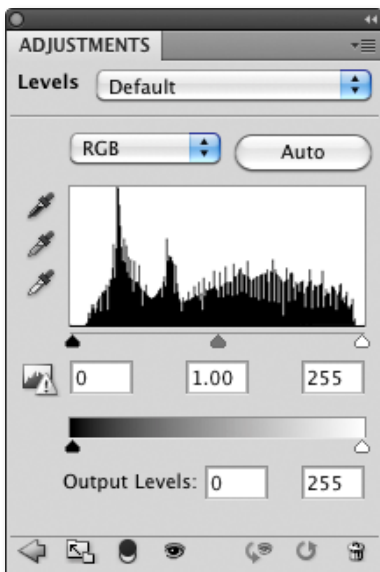 ADJUSTMENTS
Levels Default
RGB Auto
0 1.00 255
Output Levels: 0 255